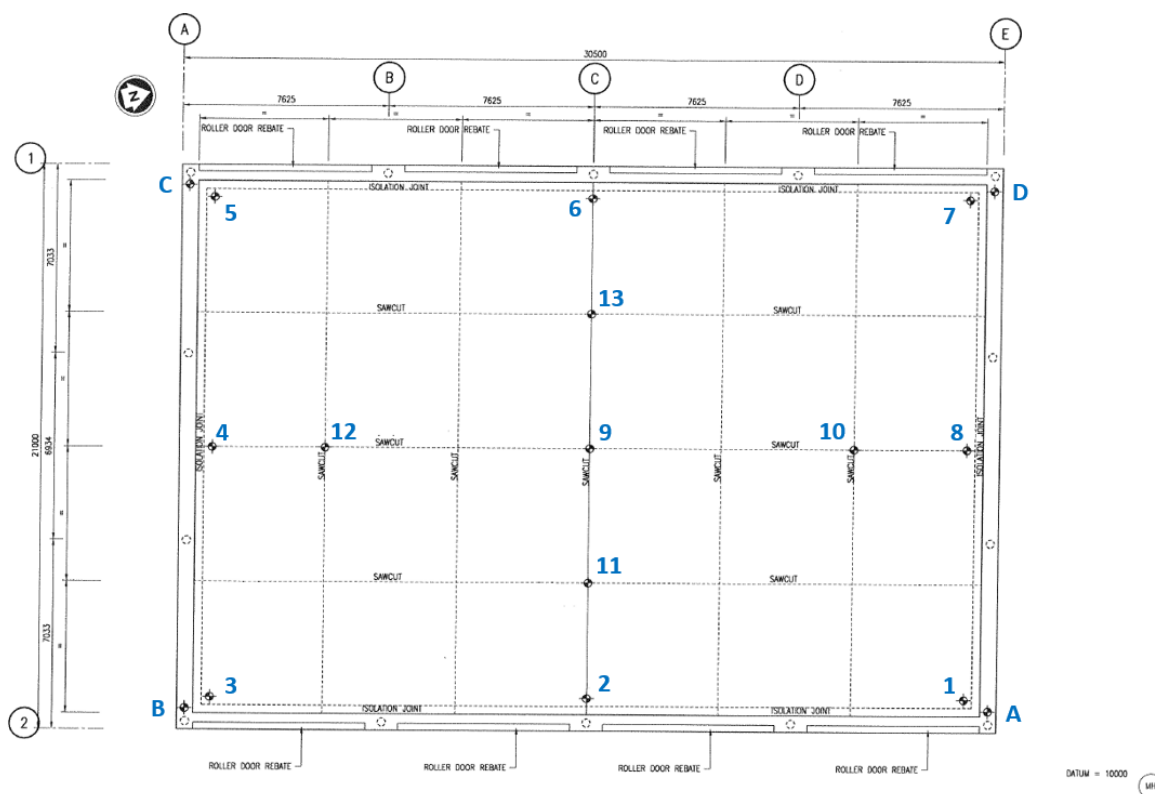 A
E
30500
B
C
D
N
7625
7625
7625
7625
=
=
=
=
=
=
ROLLER DOOR REBATE
ROLLER DOOR REBATE
ROLLER DOOR REBATE
ROLLER DOOR REBATE
1
C
ISOLATION JOINT
ISOLATION JOINT
D
5
6
7
7033
=
13
SAWCUT
SAWCUT
=
4
12
SAWCUT
9
SAWCUT
10
8
21000
6934
ISOLATION JOINT
SAWCUT
SAWCUT
SAWCUT
SAWCUT
SAWCUT
ISOLATION JOINT
=
11
SAWCUT
SAWCUT
7033
=
3
2
1
B
ISOLATION JOINT
ISOLATION JOINT
A
2
ROLLER DOOR REBATE
ROLLER DOOR REBATE
ROLLER DOOR REBATE
ROLLER DOOR REBATE
DATUM = 10000